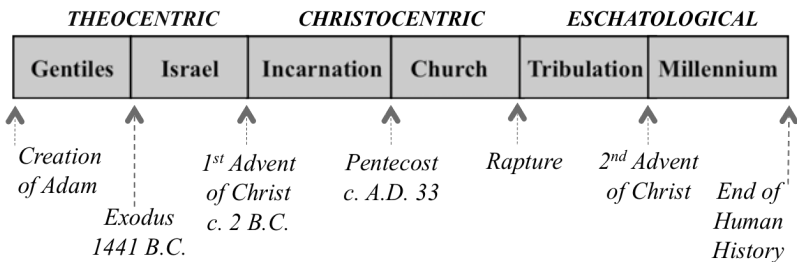 THEOCENTRIC CHRISTOCENTRIC ESCHATOLOGICAL
Gentiles Israel Incarnation Church Tribulation Millennium
Creation
of Adam
Exodus
1441 B.C.
1st Advent
of Christ
c. 2 B.C.
Pentecost
c. A.D. 33
Rapture
2nd Advent
of Christ
End of
Human
History